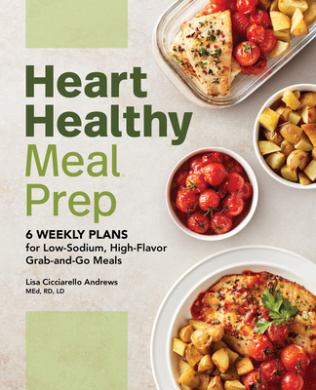 Heart
Healthy
Meal
Prep
6 WEEKLY PLANS
for Low-Sodium, High-Flavor
Grab-and-Go Meals
Lisa Cicciarello Andrews
MEd, RD, LD